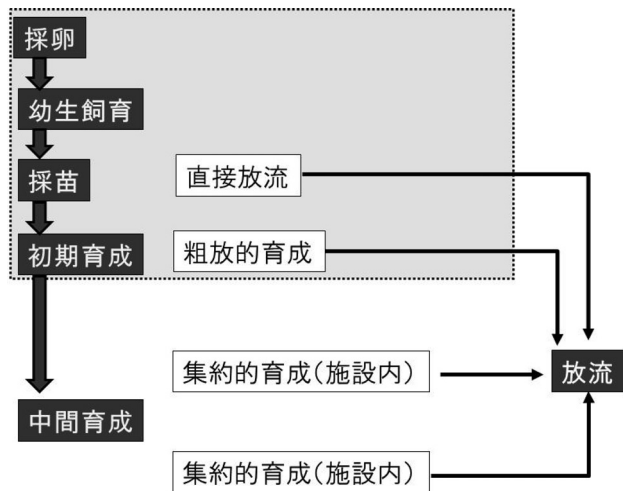 採卵
幼生飼育
採苗
直接放流
初期育成
粗放的育成
集約的育成(施設内)
放流
中間育成
集約的育成(施設内)